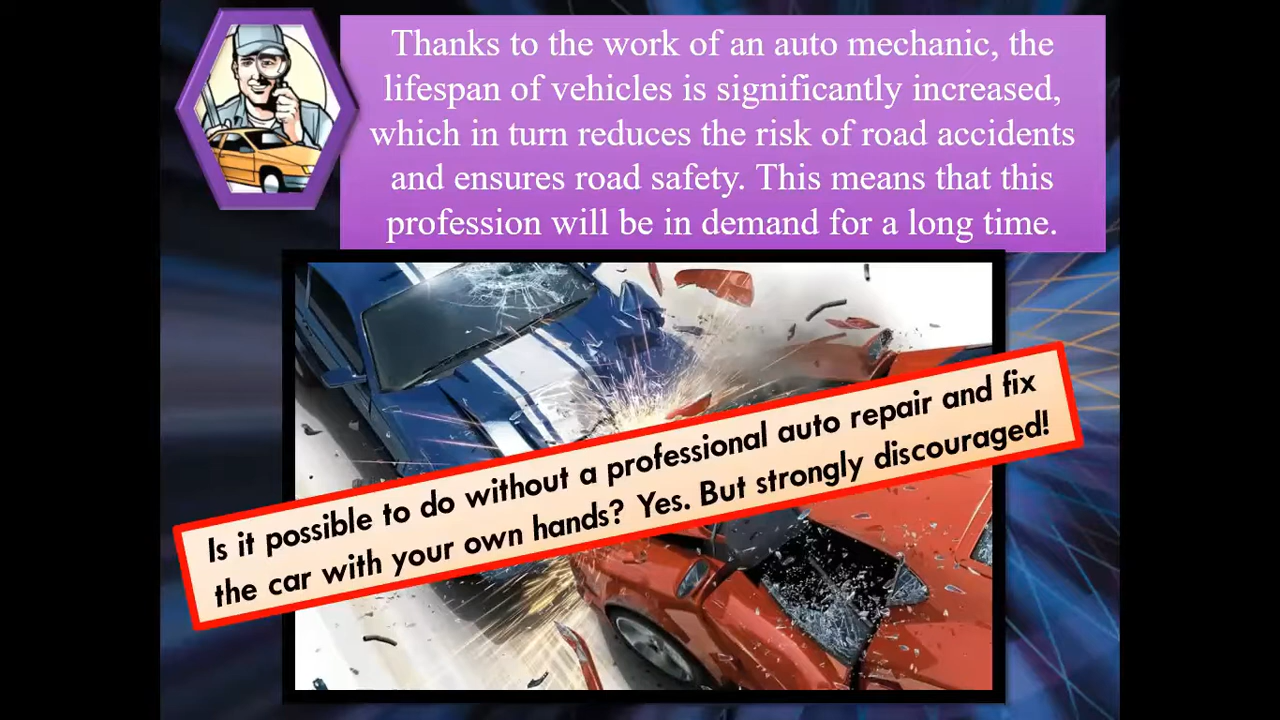 Thanks to the work of an auto mechanic, the
lifespan of vehicles is significantly increased,
which in turn reduces the risk of road accidents
and ensures road safety. This means that this
profession will be in demand for a long time.
Is it possible to do without a professional auto repair and fix
the car with your own hands? Yes. But strongly discouraged!